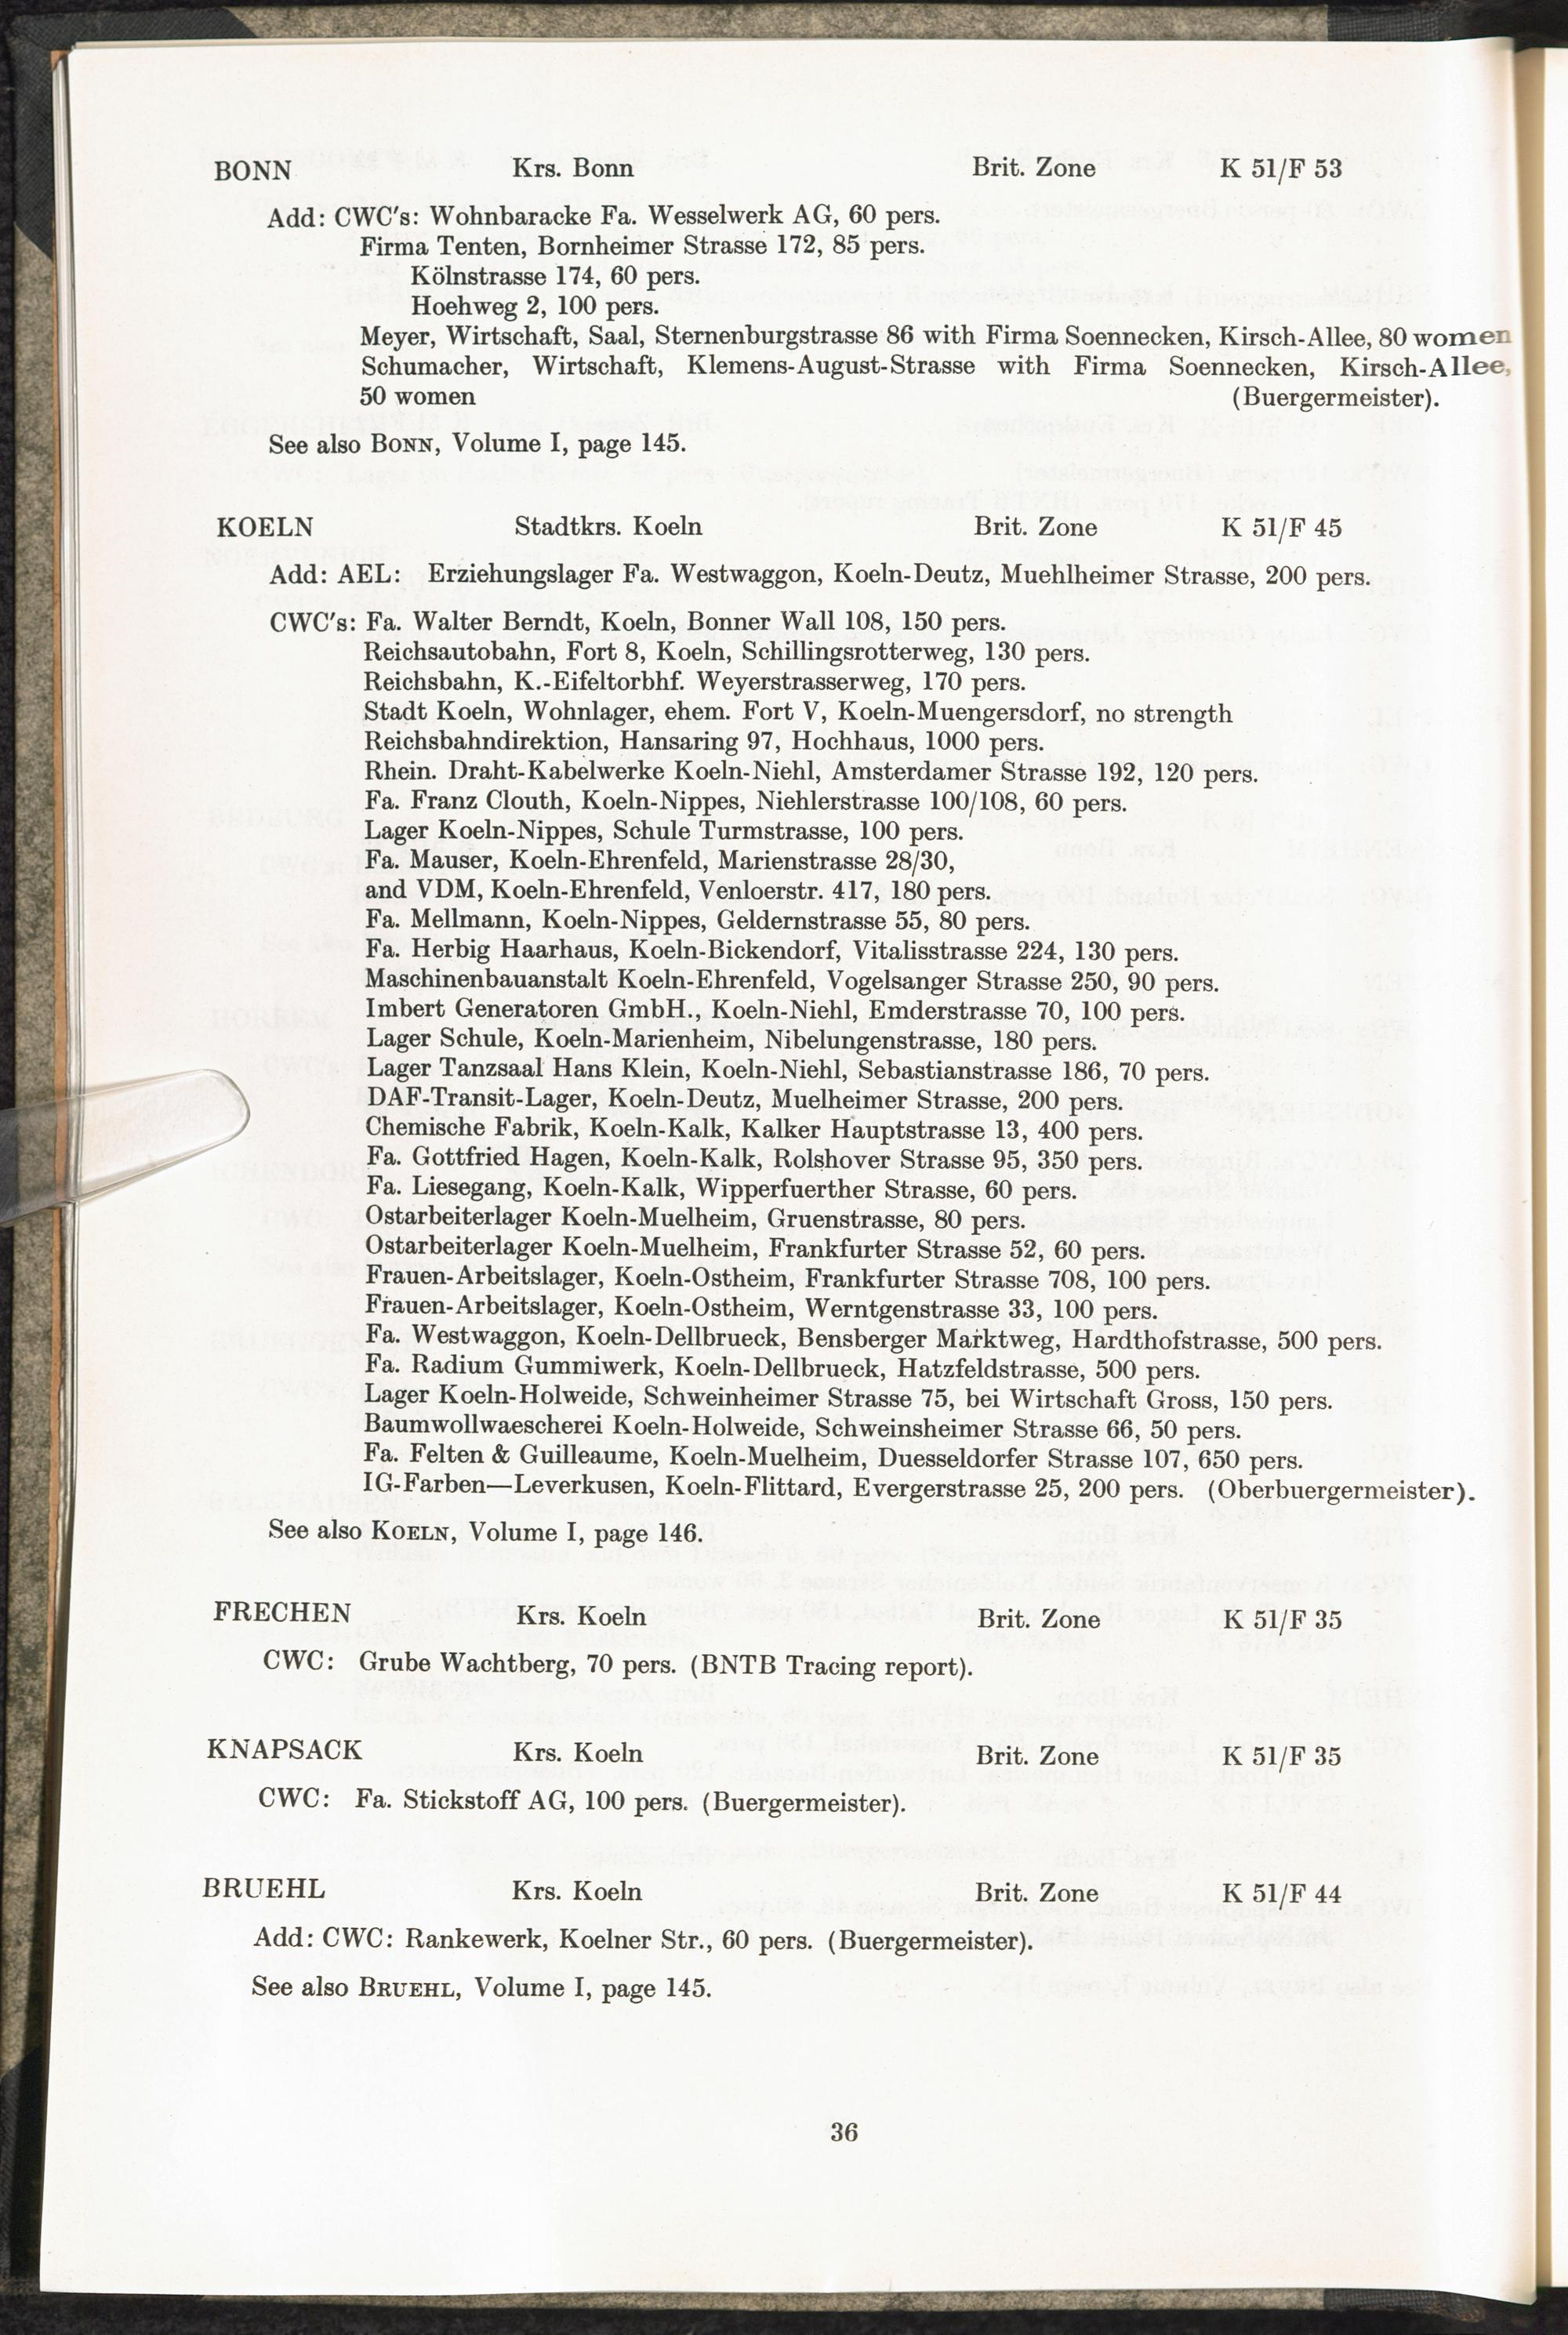 BONN Krs. Bonn Brit. Zone K 51/F 53
Add: CWC's: Wohnbaracke Fa. Wesselwerk AG, 60 pers.
Firma Tenten, Bornheimer Strasse 172, 85 pers.
Kölnstrasse 174, 60 pers.
Hoehweg 2, 100 pers.
Meyer, Wirtschaft, Saal, Sternenburgstrasse 86 with Firma Soennecken, Kirsch-Allee, 80 women
Schumacher, Wirtschaft, Klemens-August-Strasse with Firma Soennecken, Kirsch-Allee,
50 women (Buergermeister).
See also BONN, Volume I, page 145.
KOELN Stadtkrs. Koeln Brit. Zone K 51/F 45
Add: AEL: Erziehungslager Fa. Westwaggon, Koeln-Deutz, Muehlheimer Strasse, 200 pers.
CWC's: Fa. Walter Berndt, Koeln, Bonner Wall 108, 150 pers.
Reichsautobahn, Fort 8, Koeln, Schillingsrotterweg, 130 pers.
Reichsbahn, K.-Eifeltorbhf. Weyerstrasserweg, 170 pers.
Stadt Koeln, Wohnlager, ehem. Fort V, Koeln-Muengersdorf, no strength
Reichsbahndirektion, Hansaring 97, Hochhaus, 1000 pers.
Rhein. Draht-Kabelwerke Koeln-Niehl, Amsterdamer Strasse 192, 120 pers.
Fa. Franz Clouth, Koeln-Nippes, Niehlerstrasse 100/108, 60 pers.
Lager Koeln-Nippes, Schule Turmstrasse, 100 pers.
Fa. Mauser, Koeln-Ehrenfeld, Marienstrasse 28/30,
and VDM, Koeln-Ehrenfeld, Venloerstr. 417, 180 pers.
Fa. Mellmann, Koeln-Nippes, Geldernstrasse 55, 80 pers.
Fa. Herbig Haarhaus, Koeln-Bickendorf, Vitalisstrasse 224, 130 pers.
Maschinenbauanstalt Koeln-Ehrenfeld, Vogelsanger Strasse 250, 90 pers.
Imbert Generatoren GmbH., Koeln-Niehl, Emderstrasse 70, 100 pers.
Lager Schule, Koeln-Marienheim, Nibelungenstrasse, 180 pers.
Lager Tanzsaal Hans Klein, Koeln-Niehl, Sebastianstrasse 186, 70 pers.
DAF-Transit-Lager, Koeln-Deutz, Muelheimer Strasse, 200 pers.
Chemische Fabrik, Koeln-Kalk, Kalker Hauptstrasse 13, 400 pers.
Fa. Gottfried Hagen, Koeln-Kalk, Rolshover Strasse 95, 350 pers.
Fa. Liesegang, Koeln-Kalk, Wipperfuerther Strasse, 60 pers.
Ostarbeiterlager Koeln-Muelheim, Gruenstrasse, 80 pers.
Ostarbeiterlager Koeln-Muelheim, Frankfurter Strasse 52, 60 pers.
Frauen-Arbeitslager, Koeln-Ostheim, Frankfurter Strasse 708, 100 pers.
Frauen-Arbeitslager, Koeln-Ostheim, Werntgenstrasse 33, 100 pers.
Fa. Westwaggon, Koeln-Dellbrueck, Bensberger Marktweg, Hardthofstrasse, 500 pers.
Fa. Radium Gummiwerk, Koeln-Dellbrueck, Hatzfeldstrasse, 500 pers.
Lager Koeln-Holweide, Schweinheimer Strasse 75, bei Wirtschaft Gross, 150 pers.
Baumwollwaescherei Koeln-Holweide, Schweinsheimer Strasse 66, 50 pers.
Fa. Felten & Guilleaume, Koeln-Muelheim, Duesseldorfer Strasse 107, 650 pers.
IG-Farben—Leverkusen, Koeln-Flittard, Evergerstrasse 25, 200 pers. (Oberbuergermeister).
See also KOELN, Volume I, page 146.
FRECHEN Krs. Koeln Brit. Zone K 51/F 35
CWC: Grube Wachtberg, 70 pers. (BNTB Tracing report).
KNAPSACK Krs. Koeln Brit. Zone K 51/F 35
CWC: Fa. Stickstoff AG, 100 pers. (Buergermeister).
BRUEHL Krs. Koeln Brit. Zone K 51/F 44
Add: CWC: Rankewerk, Koelner Str., 60 pers. (Buergermeister).
See also BRUEHL, Volume I, page 145.
36